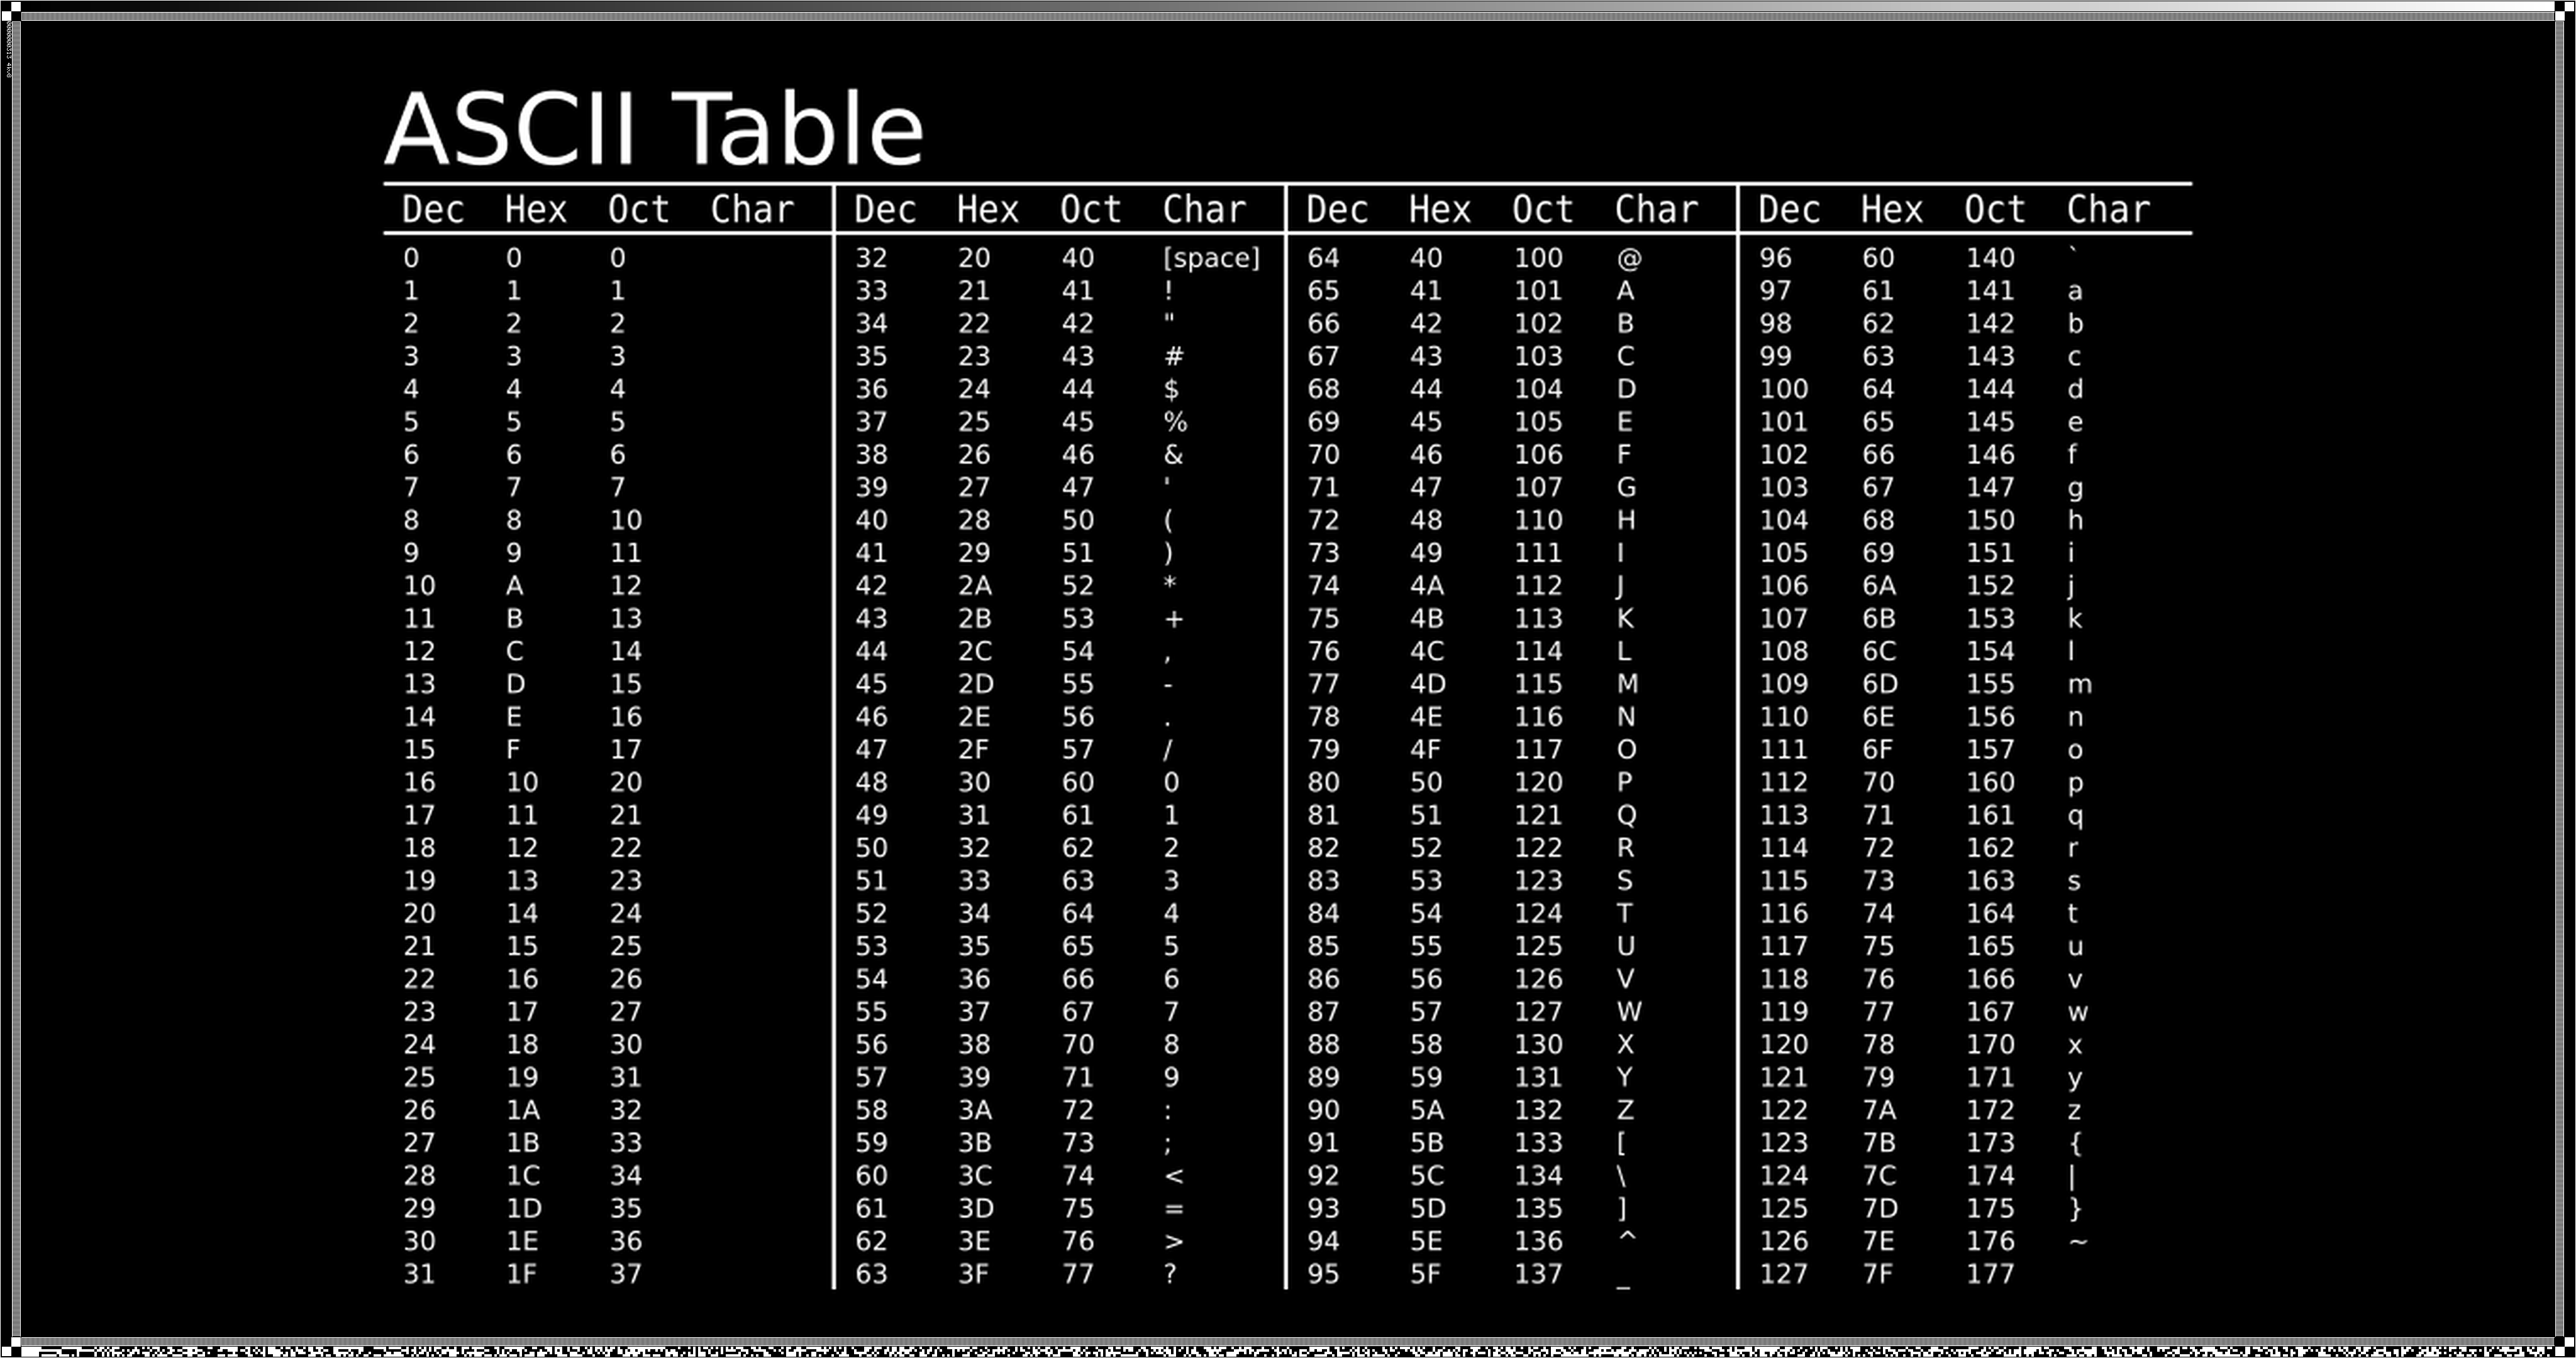 ASCII Table
Dec Hex Oct Char Dec Hex Oct Char Dec Hex Oct Char Dec Hex Oct Char
0 0 0 32 20 40 [space] 64 40 100 @ 96 60 140 `
1 1 1 33 21 41 ! 65 41 101 A 97 61 141 a
2 2 2 34 22 42 " 66 42 102 B 98 62 142 b
3 3 3 35 23 43 # 67 43 103 C 99 63 143 c
4 4 4 36 24 44 $ 68 44 104 D 100 64 144 d
5 5 5 37 25 45 % 69 45 105 E 101 65 145 e
6 6 6 38 26 46 & 70 46 106 F 102 66 146 f
7 7 7 39 27 47 ' 71 47 107 G 103 67 147 g
8 8 10 40 28 50 ( 72 48 110 H 104 68 150 h
9 9 11 41 29 51 ) 73 49 111 I 105 69 151 i
10 A 12 42 2A 52 * 74 4A 112 J 106 6A 152 j
11 B 13 43 2B 53 + 75 4B 113 K 107 6B 153 k
12 C 14 44 2C 54 , 76 4C 114 L 108 6C 154 l
13 D 15 45 2D 55 - 77 4D 115 M 109 6D 155 m
14 E 16 46 2E 56 . 78 4E 116 N 110 6E 156 n
15 F 17 47 2F 57 / 79 4F 117 O 111 6F 157 o
16 10 20 48 30 60 0 80 50 120 P 112 70 160 p
17 11 21 49 31 61 1 81 51 121 Q 113 71 161 q
18 12 22 50 32 62 2 82 52 122 R 114 72 162 r
19 13 23 51 33 63 3 83 53 123 S 115 73 163 s
20 14 24 52 34 64 4 84 54 124 T 116 74 164 t
21 15 25 53 35 65 5 85 55 125 U 117 75 165 u
22 16 26 54 36 66 6 86 56 126 V 118 76 166 v
23 17 27 55 37 67 7 87 57 127 W 119 77 167 w
24 18 30 56 38 70 8 88 58 130 X 120 78 170 x
25 19 31 57 39 71 9 89 59 131 Y 121 79 171 y
26 1A 32 58 3A 72 : 90 5A 132 Z 122 7A 172 z
27 1B 33 59 3B 73 ; 91 5B 133 [ 123 7B 173 {
28 1C 34 60 3C 74 < 92 5C 134 \ 124 7C 174 |
29 1D 35 61 3D 75 = 93 5D 135 ] 125 7D 175 }
30 1E 36 62 3E 76 > 94 5E 136 ^ 126 7E 176 ~
31 1F 37 63 3F 77 ? 95 5F 137 _ 127 7F 177